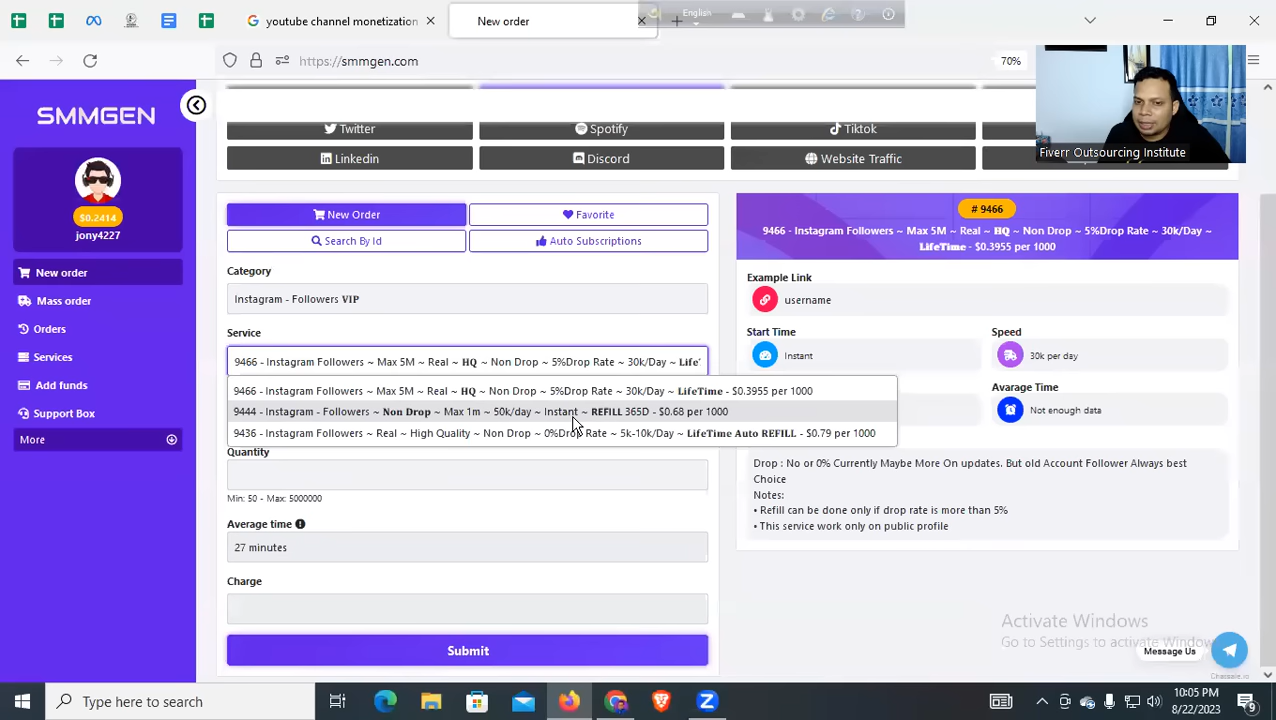 English
youtube channel monetization
New order
https://smmgen.com
70%
SMMGEN
$0.2414
jony4227
New order
Mass order
Orders
Services
Add funds
Support Box
More
Twitter
Spotify
Tiktok
Linkedin
Discord
Website Traffic
Fiverr Outsourcing Institute
New Order
Favorite
Search By Id
Auto Subscriptions
Category
Instagram - Followers VIP
Service
9466 - Instagram Followers ~ Max 5M ~ Real ~ HQ ~ Non Drop ~ 5%Drop Rate ~ 30k/Day ~ Life
9466 - Instagram Followers ~ Max 5M ~ Real ~ HQ ~ Non Drop ~ 5%Drop Rate ~ 30k/Day ~ LifeTime - $0.3955 per 1000
9444 - Instagram - Followers ~ Non Drop ~ Max 1m ~ 50k/day ~ Instant ~ REFILL 365D - $0.68 per 1000
9436 - Instagram Followers ~ Real ~ High Quality ~ Non Drop ~ 0%Drop Rate ~ 5k-10k/Day ~ LifeTime Auto REFILL - $0.79 per 1000
Quantity
Min: 50 - Max: 5000000
Average time
27 minutes
Charge
Submit
# 9466
9466 - Instagram Followers ~ Max 5M ~ Real ~ HQ ~ Non Drop ~ 5%Drop Rate ~ 30k/Day ~
LifeTime - $0.3955 per 1000
Example Link
username
Start Time
Speed
Instant
30k per day
Avarage Time
Not enough data
Drop : No or 0% Currently Maybe More On updates. But old Account Follower Always best
Choice
Notes:
• Refill can be done only if drop rate is more than 5%
• This service work only on public profile
Activate Windows
Go to Settings to activate Windows
Message Us
Type here to search
10:05 PM
8/22/2023
9